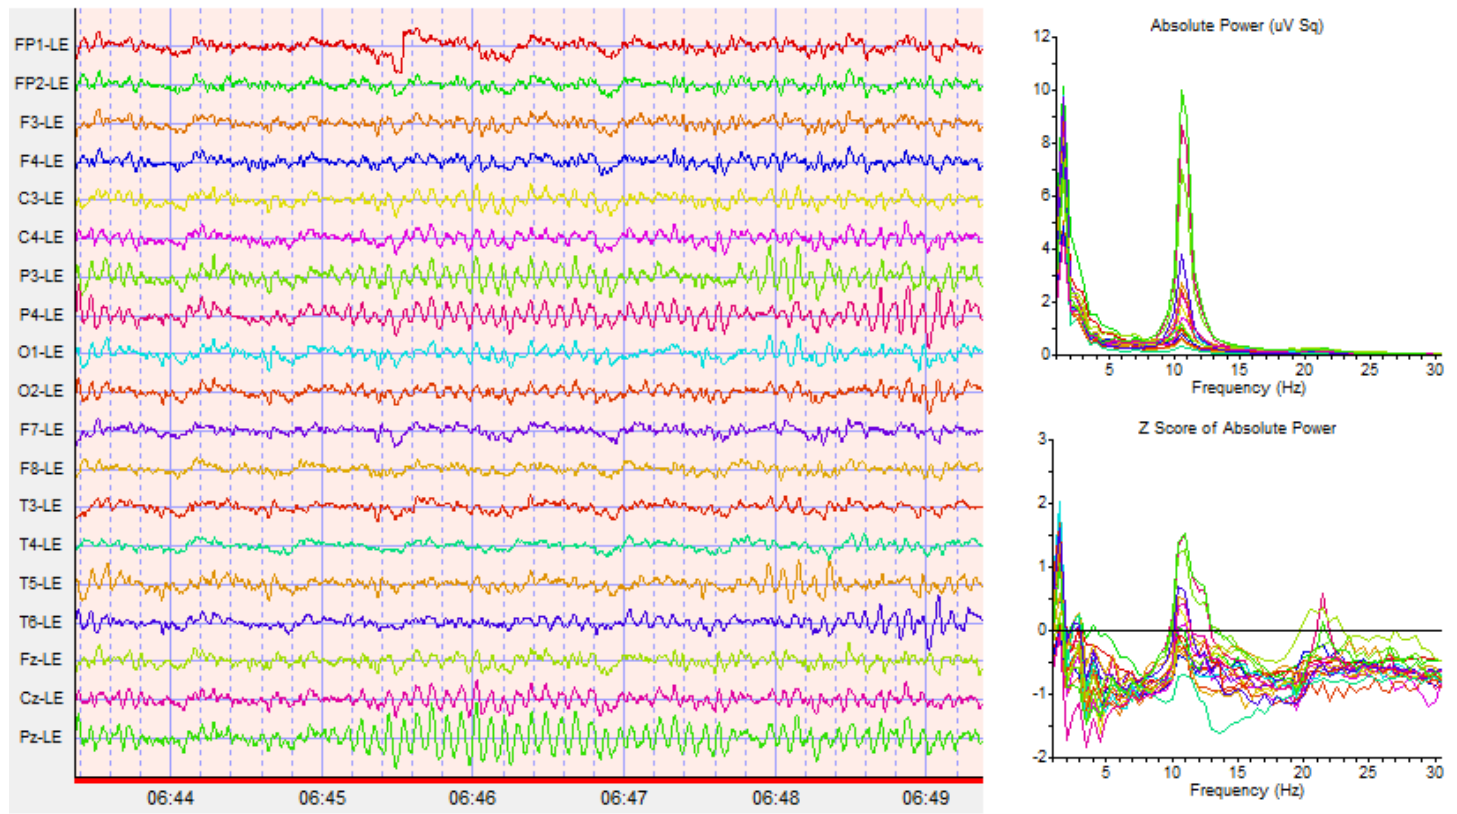 FP1-LE
FP2-LE
F3-LE
F4-LE
C3-LE
C4-LE
P3-LE
P4-LE
O1-LE
O2-LE
F7-LE
F8-LE
T3-LE
T4-LE
T5-LE
T6-LE
Fz-LE
Cz-LE
Pz-LE
06:44 06:45 06:46 06:47 06:48 06:49
Absolute Power (uV Sq)
12
10
8
6
4
2
0
5 10 15 20 25 30
Frequency (Hz)
Z Score of Absolute Power
3
2
1
0
-1
-2
5 10 15 20 25 30
Frequency (Hz)